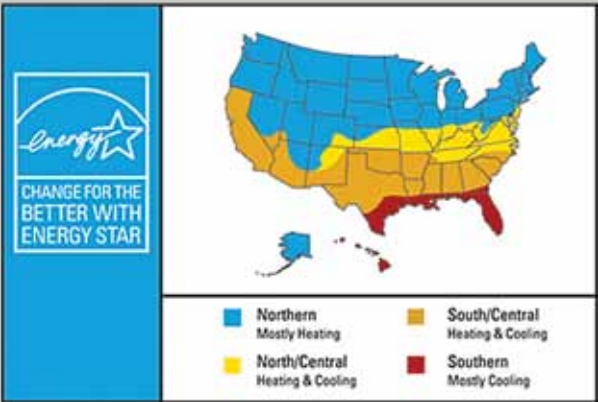 energy
CHANGE FOR THE
BETTER WITH
ENERGY STAR
Northern
Mostly Heating
North/Central
Heating & Cooling
South/Central
Heating & Cooling
Southern
Mostly Cooling